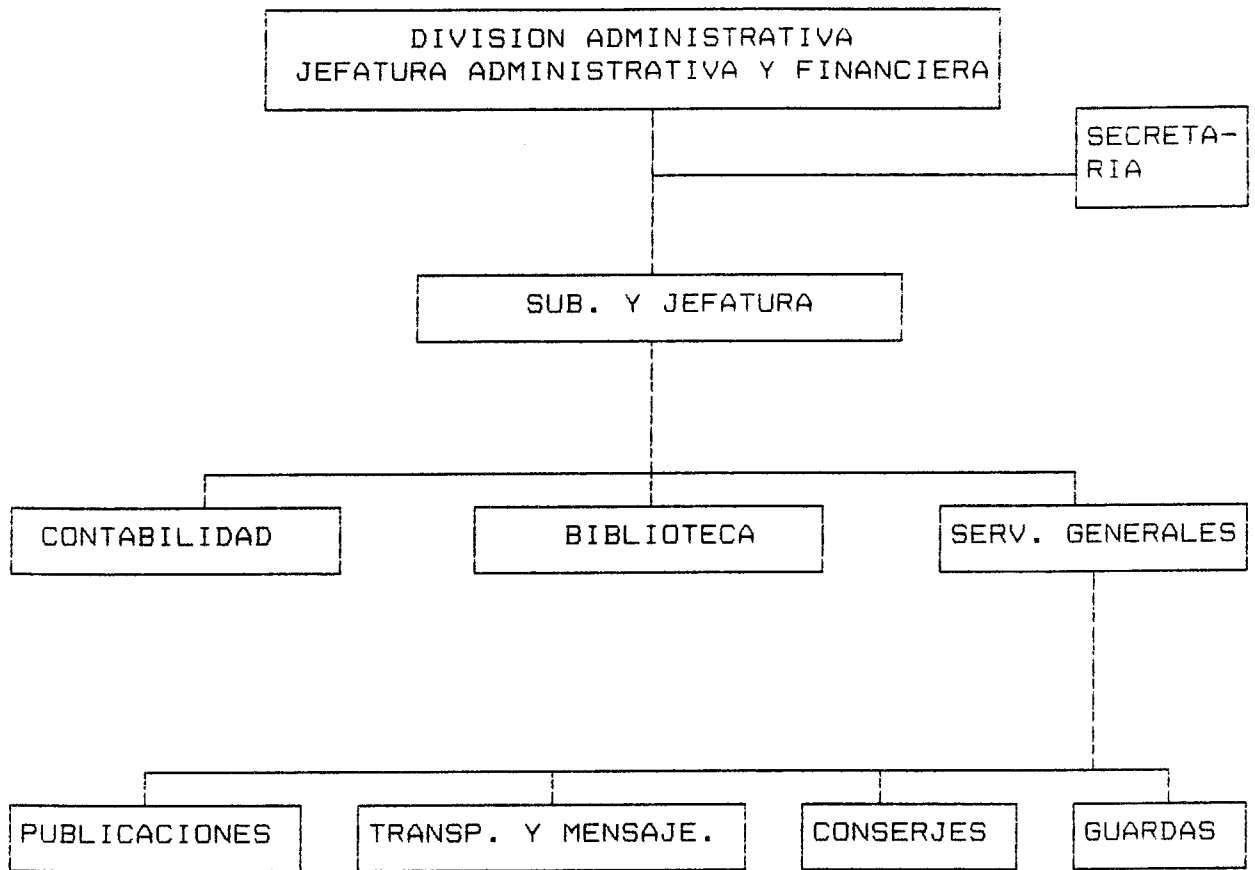 DIVISION ADMINISTRATIVA
JEFATURA ADMINISTRATIVA Y FINANCIERA
SECRETA-
RIA
SUB. Y JEFATURA
CONTABILIDAD
BIBLIOTECA
SERV. GENERALES
PUBLICACIONES
TRANSP. Y MENSAJE.
CONSERJES
GUARDAS